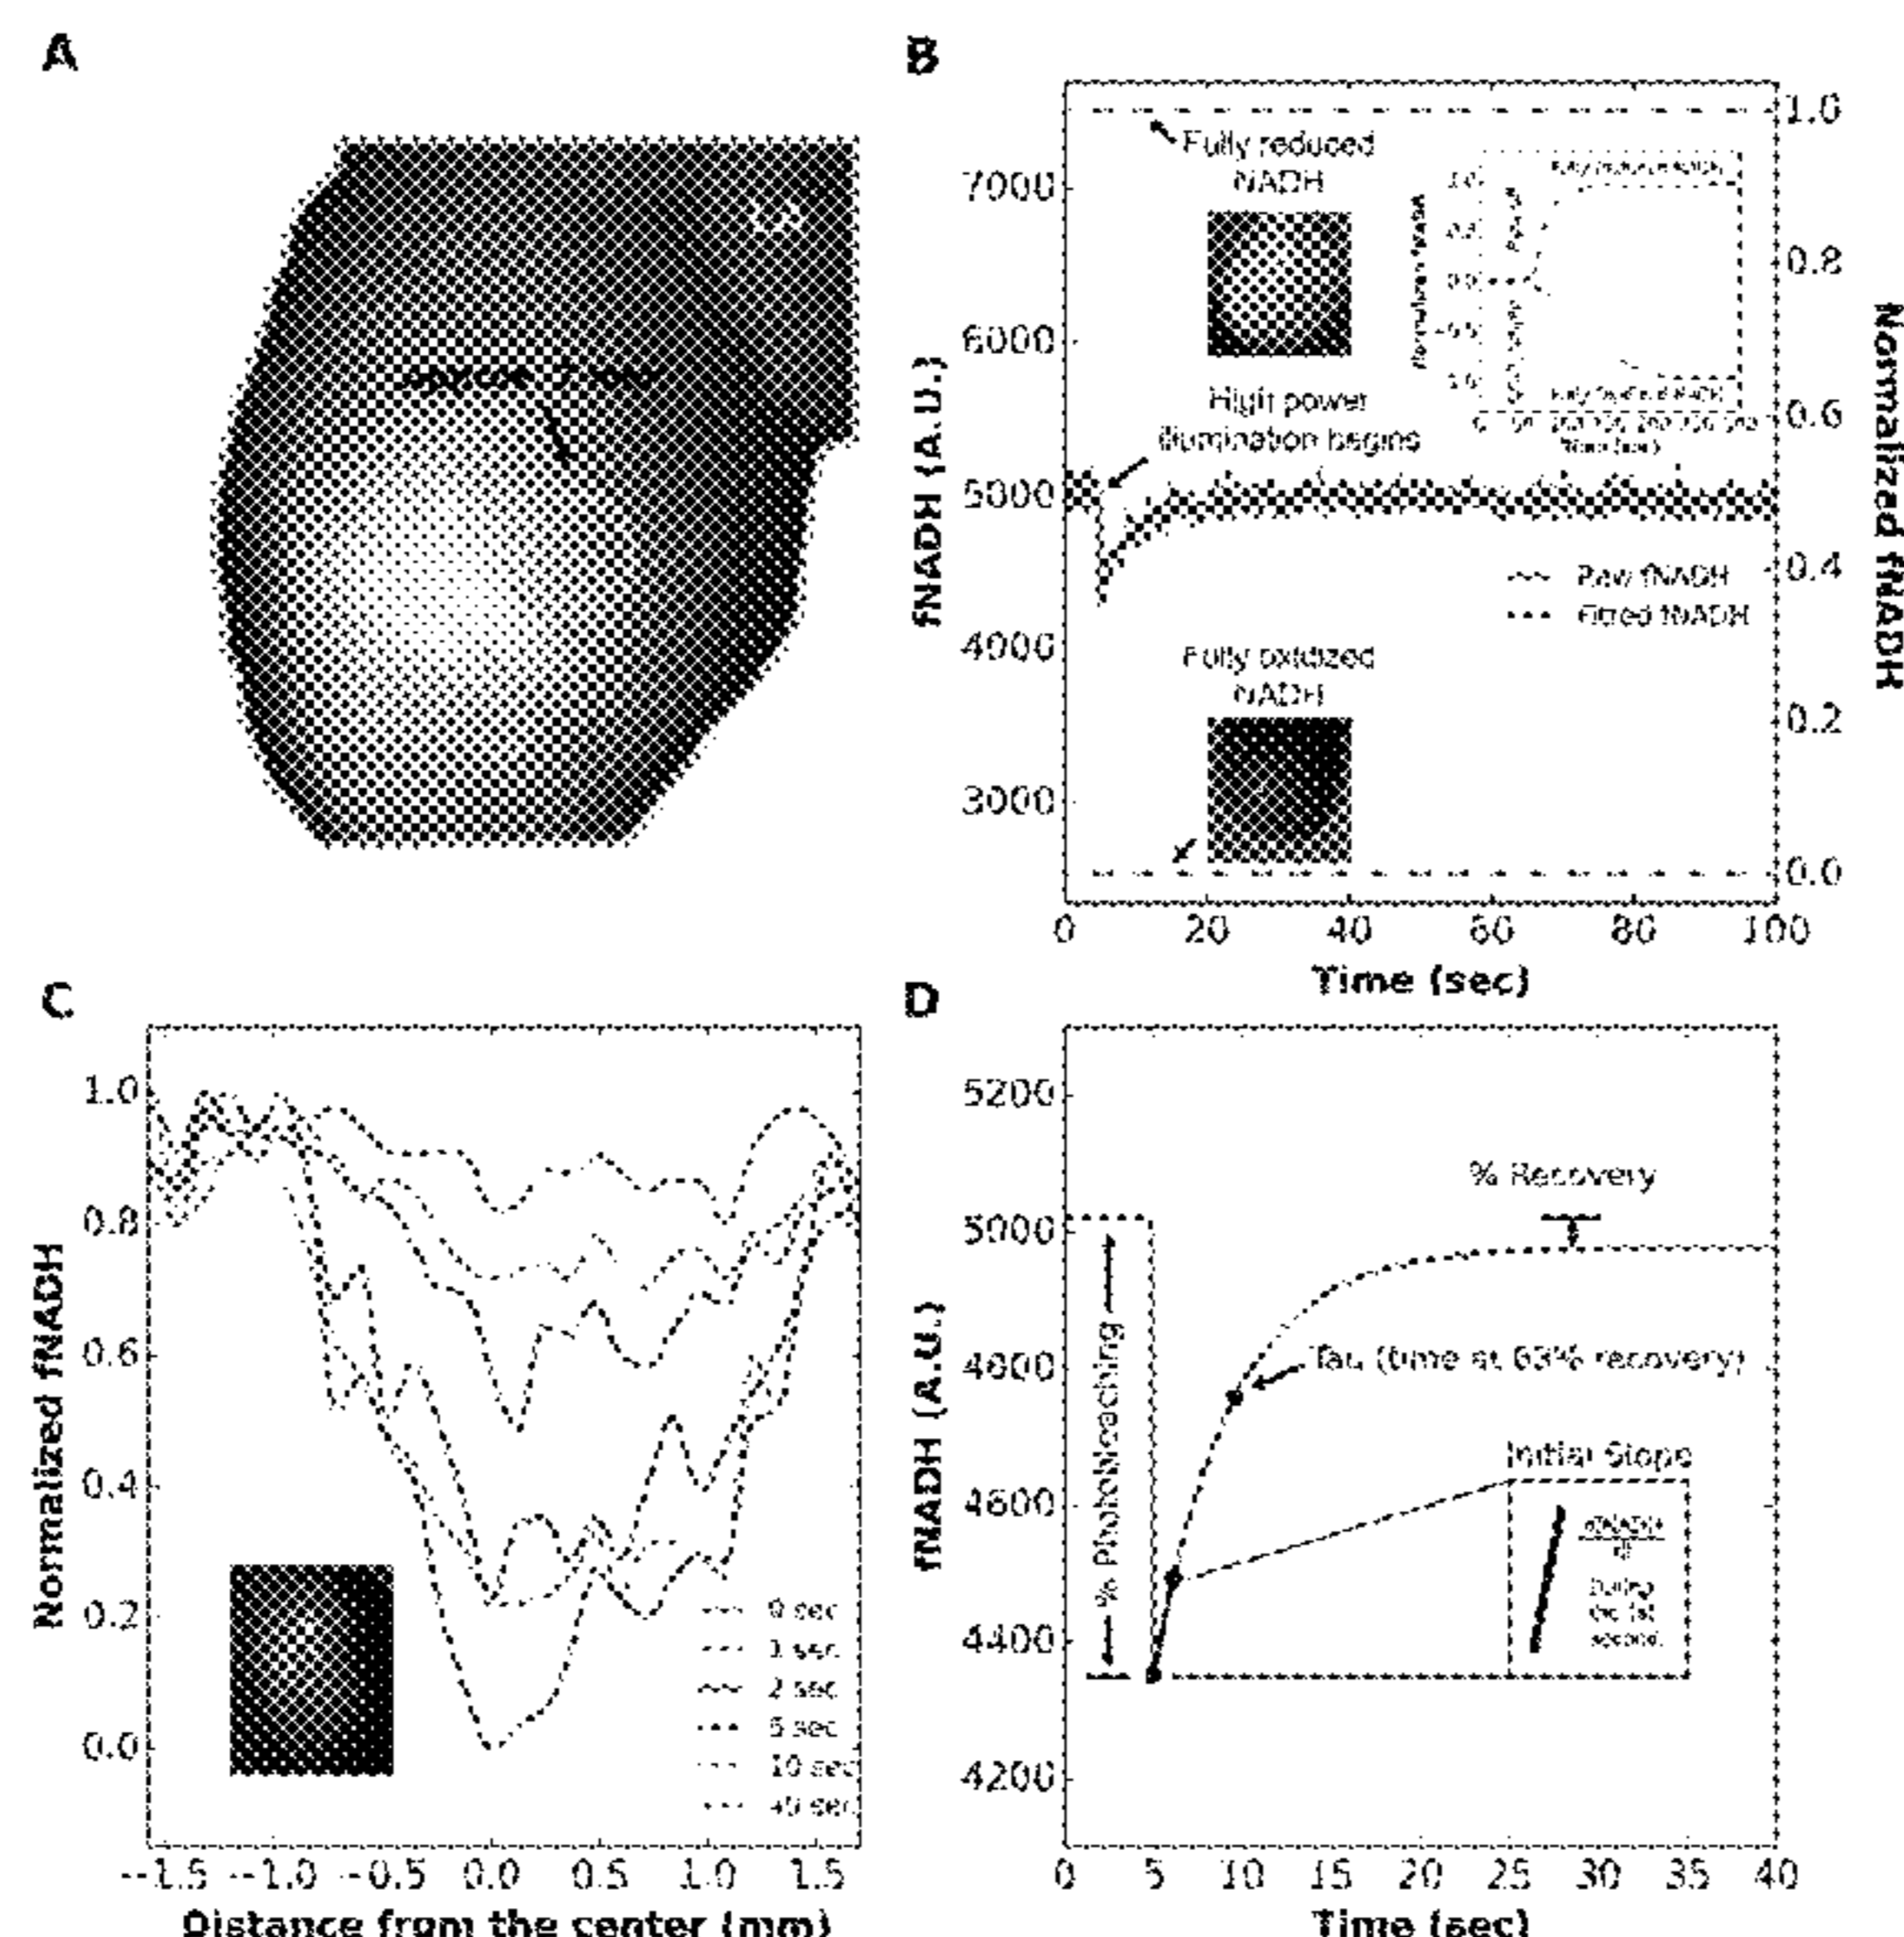 A
B
1.0
Fully reduced
NADH
7000
0.8
6000
High power
illumination begins
0.6
5000
fNADH (A.U.)
Normalized fNADH
0.4
Raw fNADH
Fitted fNADH
4000
Fully oxidized
NADH
0.2
3000
0.0
0 20 40 60 80 100
Time (sec)
C
1.0
0.8
0.6
0.4
0.2
0.0
Normalized fNADH
0 sec
1 sec
2 sec
10 sec
-1.5 -1.0 -0.5 0.0 0.5 1.0 1.5
Distance from the center (mm)
D
5200
% Recovery
5000
Tau (time at 63% recovery)
4800
% Photobleaching
fNADH (A.U.)
Initial Slope
4600
During
the 1st
second
4400
4200
0 5 10 15 20 25 30 35 40
Time (sec)